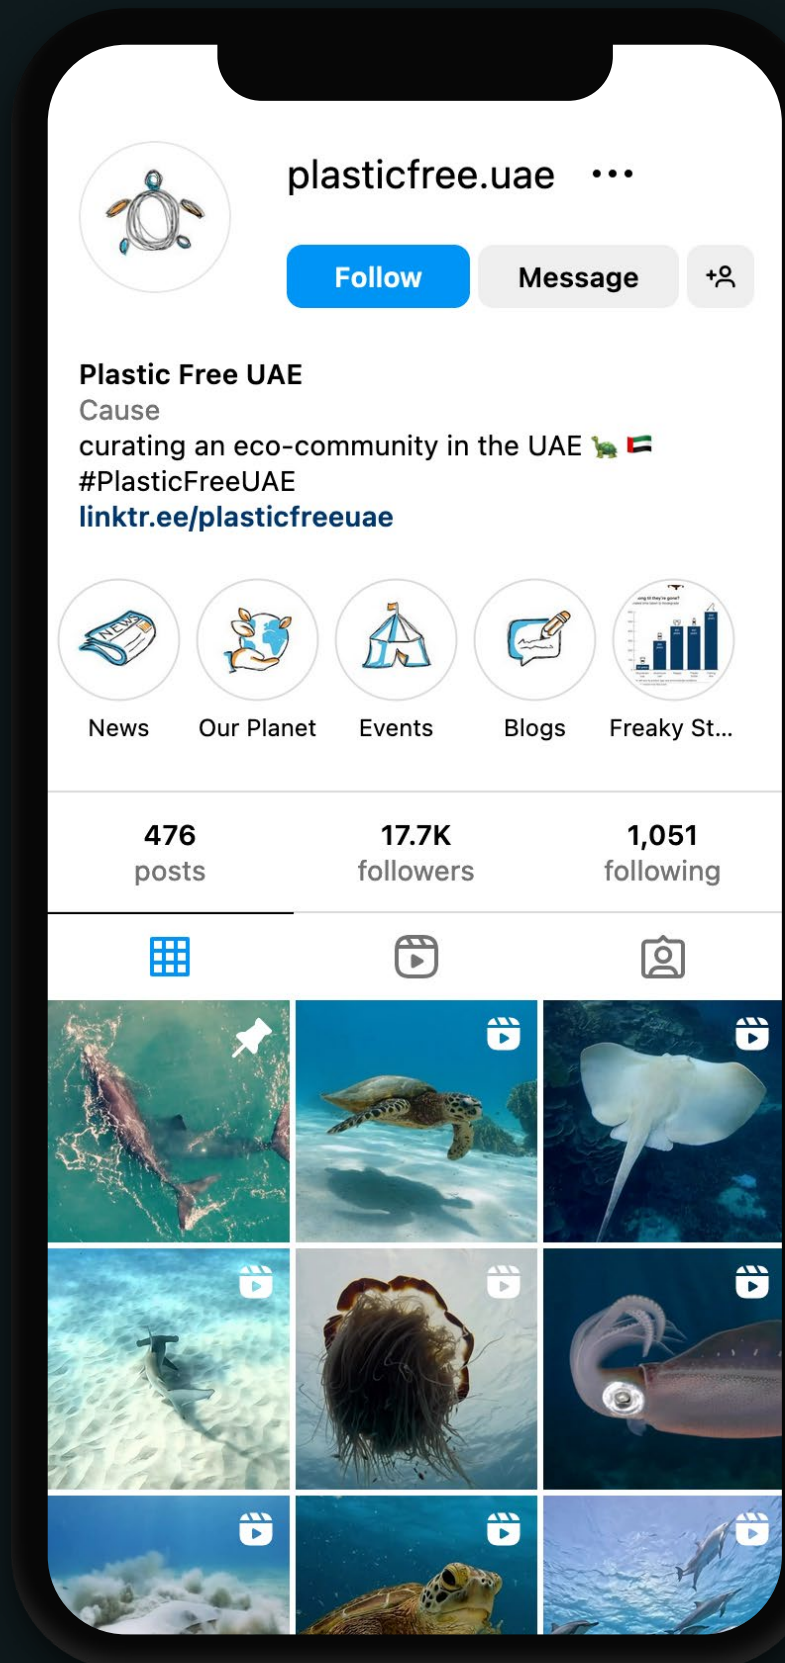 plasticfree.uae
Follow
Message
Plastic Free UAE
Cause
curating an eco-community in the UAE 🐢 🇦🇪
#PlasticFreeUAE
linktr.ee/plasticfreeuae
NEWS
News
Our Planet
Events
Blogs
Freaky St...
476
posts
17.7K
followers
1,051
following